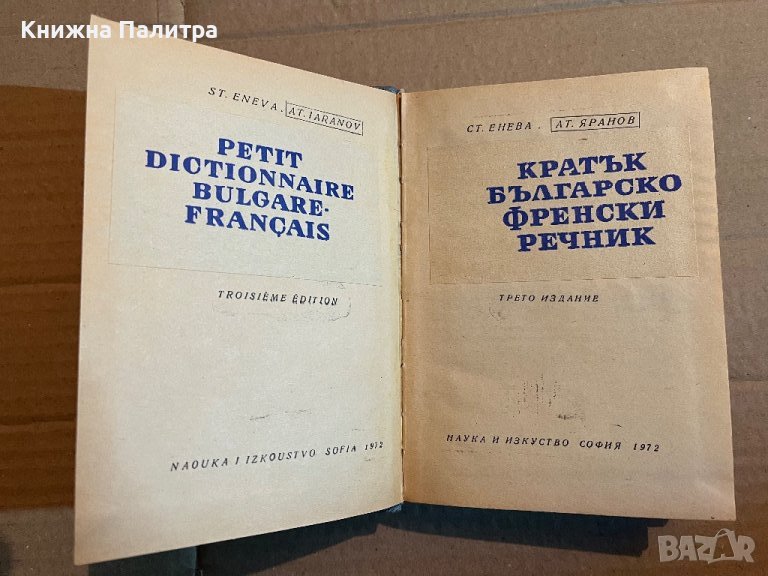 Книжна Палитра
ST. ENEVA. AT. IARANOV
PETIT
DICTIONNAIRE
BULGARE-
FRANÇAIS
TROISIÈME ÉDITION
NAOUKA I IZKOUSTVO SOFIA 1972
СТ. ЕНЕВА. АТ. ЯРАНОВ
КРАТЪК
БЪЛГАРСКО
ФРЕНСКИ
РЕЧНИК
ТРЕТО ИЗДАНИЕ
НАУКА И ИЗКУСТВО СОФИЯ 1972
BAZAR